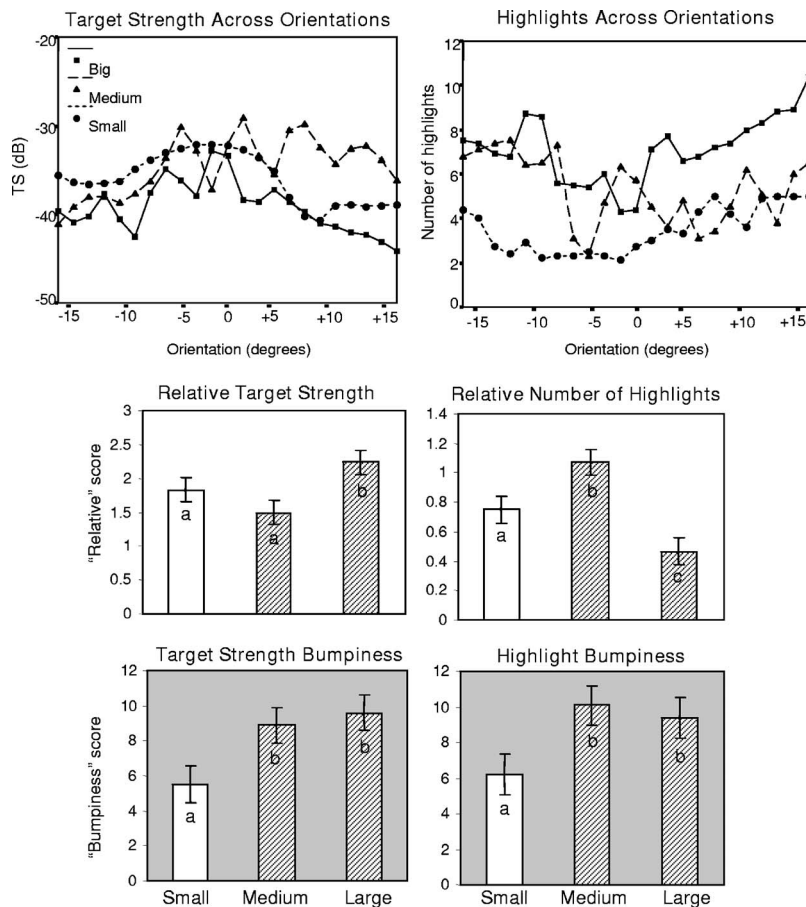 Target Strength Across Orientations
-20
-30
-40
-50
TS (dB)
Big
Medium
Small
-15 -10 -5 0 +5 +10 +15
Orientation (degrees)
Highlights Across Orientations
12
10
8
6
4
2
0
Number of highlights
-15 -10 -5 0 +5 +10 +15
Orientation (degrees)
Relative Target Strength
3
2.5
2
1.5
1
0.5
0
"Relative" score
a a b
Relative Number of Highlights
1.4
1.2
1
0.8
0.6
0.4
0.2
0
a b c
Target Strength Bumpiness
12
10
8
6
4
2
0
"Bumpiness" score
a b b
Small Medium Large
Highlight Bumpiness
12
10
8
6
4
2
0
a b b
Small Medium Large